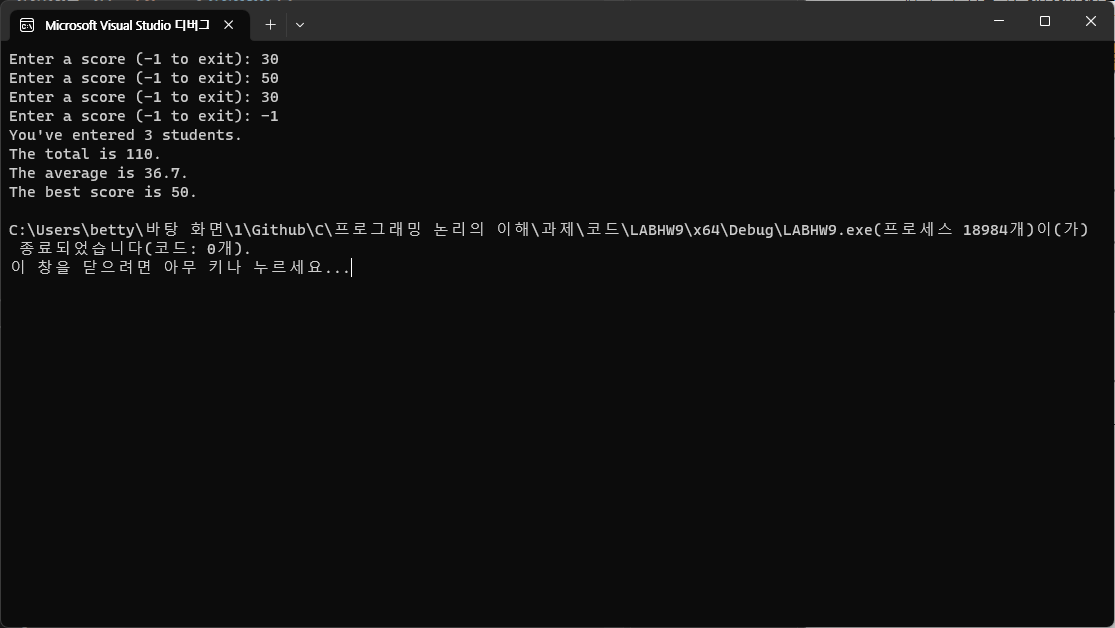 Microsoft Visual Studio 디버그
Enter a score (-1 to exit): 30
Enter a score (-1 to exit): 50
Enter a score (-1 to exit): 30
Enter a score (-1 to exit): -1
You've entered 3 students.
The total is 110.
The average is 36.7.
The best score is 50.
C:\Users\betty\바탕 화면\1\Github\C\프로그래밍 논리의 이해\과제\코드\LABHW9\x64\Debug\LABHW9.exe(프로세스 18984개)이(가)
종료되었습니다(코드: 0개).
이 창을 닫으려면 아무 키나 누르세요...